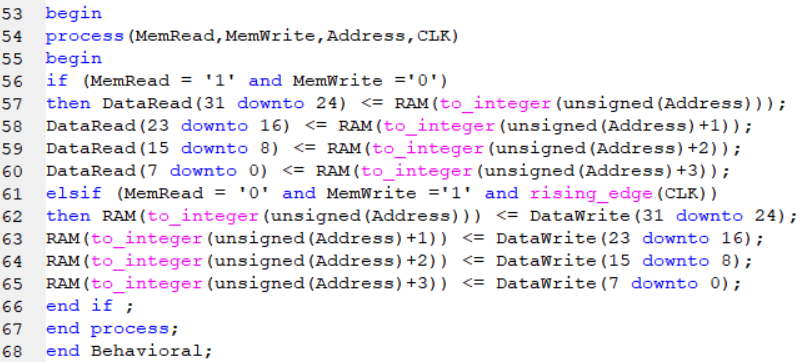 53 begin
54 process(MemRead,MemWrite,Address,CLK)
55 begin
56 if (MemRead = '1' and MemWrite ='0')
57 then DataRead(31 downto 24) <= RAM(to_integer(unsigned(Address)));
58 DataRead(23 downto 16) <= RAM(to_integer(unsigned(Address)+1));
59 DataRead(15 downto 8) <= RAM(to_integer(unsigned(Address)+2));
60 DataRead(7 downto 0) <= RAM(to_integer(unsigned(Address)+3));
61 elsif (MemRead = '0' and MemWrite ='1' and rising_edge(CLK))
62 then RAM(to_integer(unsigned(Address))) <= DataWrite(31 downto 24);
63 RAM(to_integer(unsigned(Address)+1)) <= DataWrite(23 downto 16);
64 RAM(to_integer(unsigned(Address)+2)) <= DataWrite(15 downto 8);
65 RAM(to_integer(unsigned(Address)+3)) <= DataWrite(7 downto 0);
66 end if ;
67 end process;
68 end Behavioral;